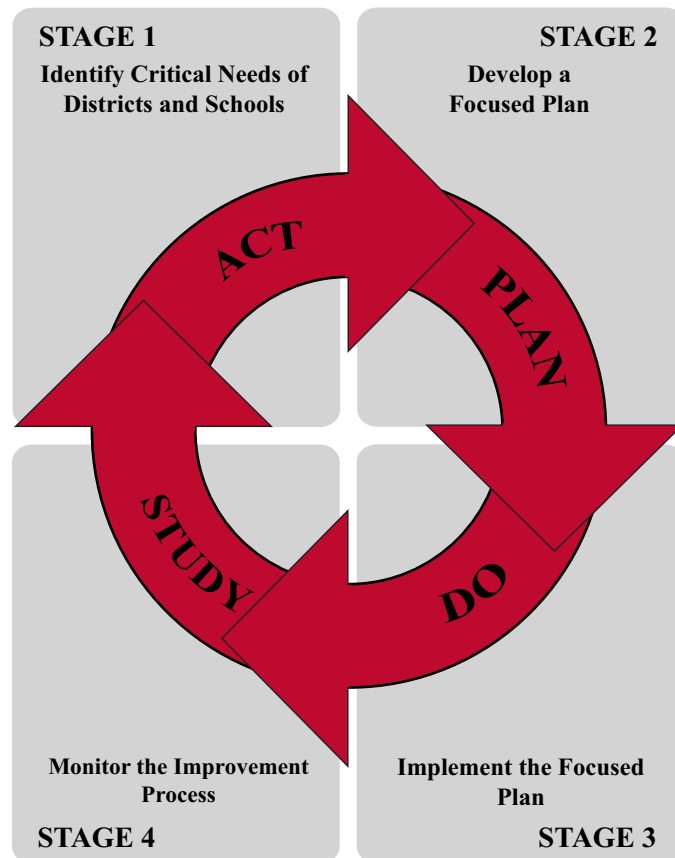 STAGE 1
Identify Critical Needs of
Districts and Schools
STAGE 2
Develop a
Focused Plan
ACT
PLAN
STUDY
DO
Monitor the Improvement
Process
STAGE 4
Implement the Focused
Plan
STAGE 3